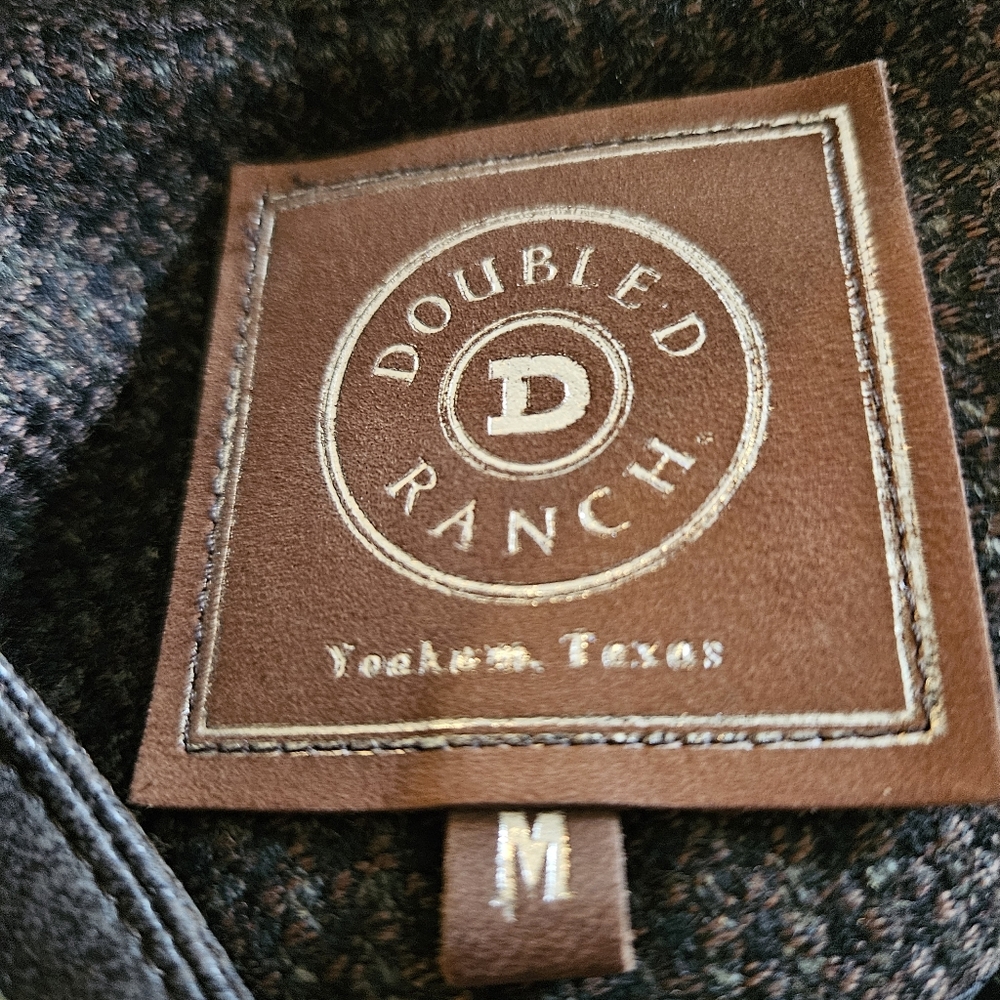 DOUBLE D
D
RANCH
Yoakum, Texas
M